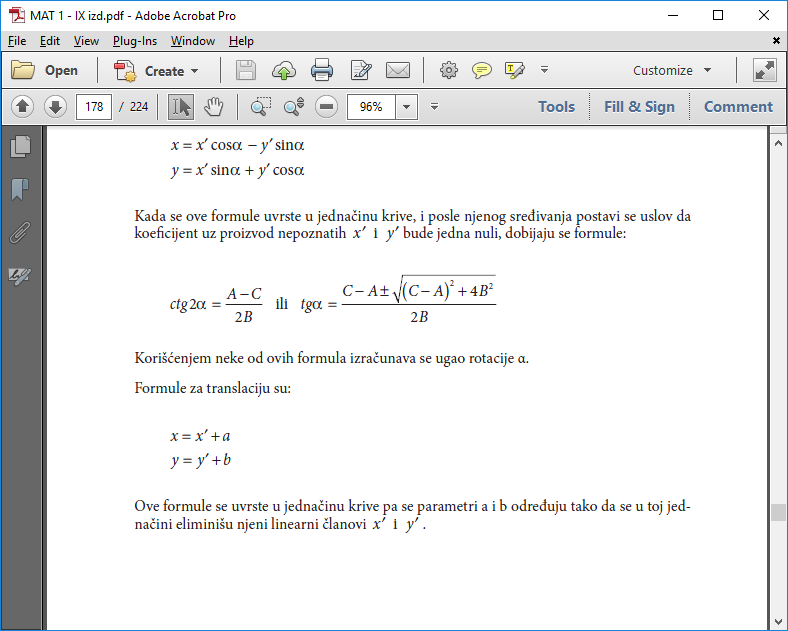 MAT 1 - IX izd.pdf - Adobe Acrobat Pro
File Edit View Plug-Ins Window Help
Open Create Customize
178 / 224 96% Tools Fill & Sign Comment
x = x′ cosα − y′ sinα
y = x′ sinα + y′ cosα
Kada se ove formule uvrste u jednačinu krive, i posle njenog sređivanja postavi se uslov da
koeficijent uz proizvod nepoznatih x′ i y′ bude jedna nuli, dobijaju se formule:
ctg2α = (A − C)/(2B) ili tgα = (C − A ± √((C − A)² + 4B²))/(2B)
Korišćenjem neke od ovih formula izračunava se ugao rotacije α.
Formule za translaciju su:
x = x′ + a
y = y′ + b
Ove formule se uvrste u jednačinu krive pa se parametri a i b određuju tako da se u toj jed-
načini eliminišu njeni linearni članovi x′ i y′.